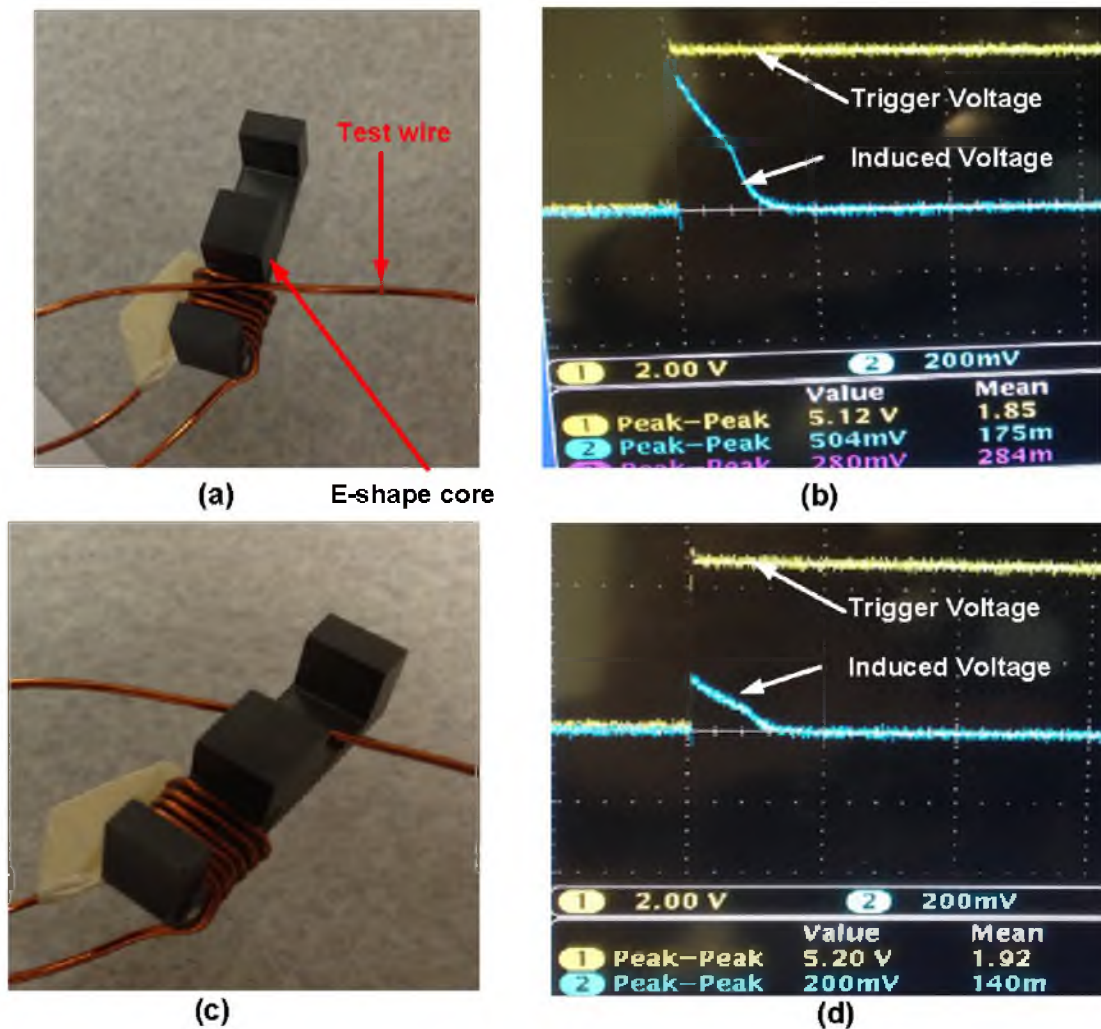 Test wire
E-shape core
(a)
Trigger Voltage
Induced Voltage
1 2.00 V 2 200mV
Value Mean
1 Peak-Peak 5.12 V 1.85
2 Peak-Peak 504mV 175m
Peak-Peak 280mV 284m
(b)
(c)
Trigger Voltage
Induced Voltage
1 2.00 V 2 200mV
Value Mean
1 Peak-Peak 5.20 V 1.92
2 Peak-Peak 200mV 140m
(d)